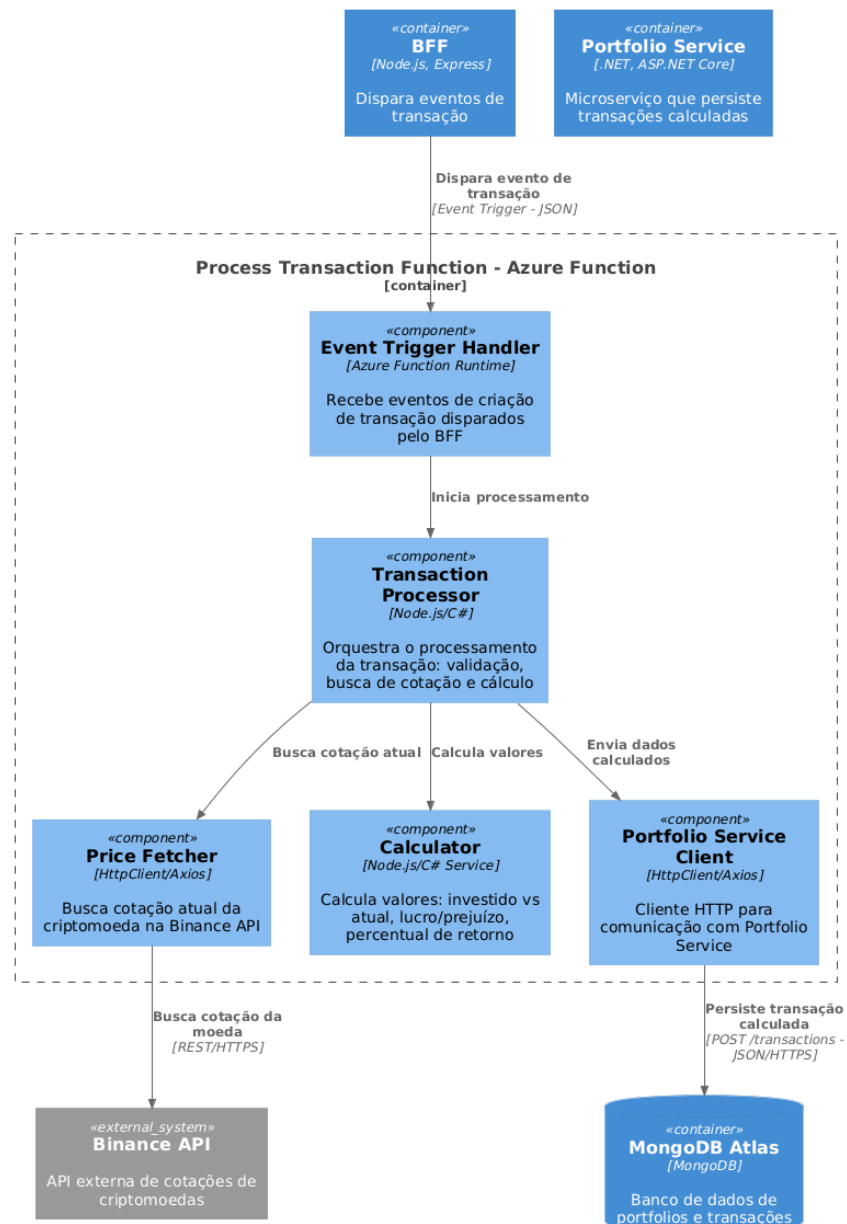 «container»
BFF
[Node.js, Express]
Dispara eventos de
transação
«container»
Portfolio Service
[.NET, ASP.NET Core]
Microserviço que persiste
transações calculadas
Dispara evento de
transação
[Event Trigger - JSON]
Process Transaction Function - Azure Function
[container]
«component»
Event Trigger Handler
[Azure Function Runtime]
Recebe eventos de criação
de transação disparados
pelo BFF
Inicia processamento
«component»
Transaction
Processor
[Node.js/C#]
Orquestra o processamento
da transação: validação,
busca de cotação e cálculo
Busca cotação atual
Calcula valores
Envia dados
calculados
«component»
Price Fetcher
[HttpClient/Axios]
Busca cotação atual da
criptomoeda na Binance API
«component»
Calculator
[Node.js/C# Service]
Calcula valores: investido vs
atual, lucro/prejuízo,
percentual de retorno
«component»
Portfolio Service
Client
[HttpClient/Axios]
Cliente HTTP para
comunicação com Portfolio
Service
Busca cotação da
moeda
[REST/HTTPS]
Persiste transação
calculada
[POST /transactions -
JSON/HTTPS]
«external_system»
Binance API
API externa de cotações de
criptomoedas
«container»
MongoDB Atlas
[MongoDB]
Banco de dados de
portfolios e transações